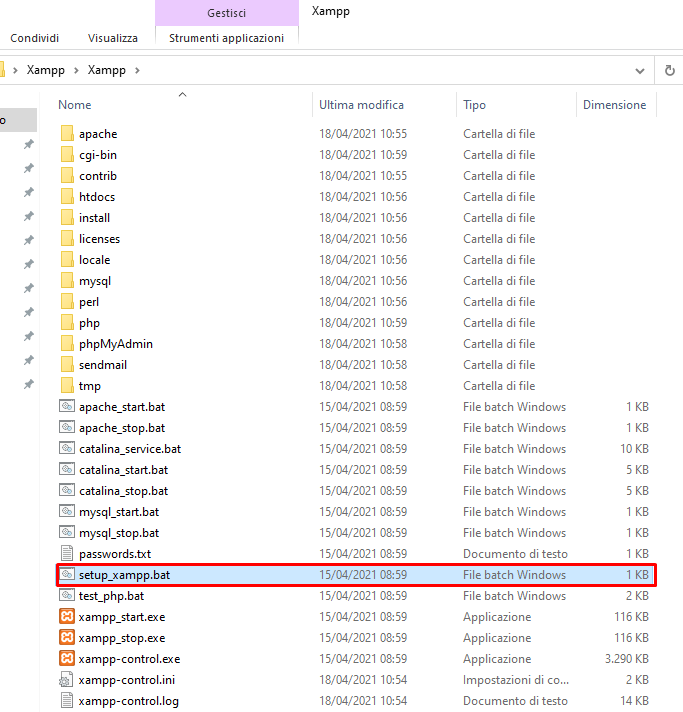 Gestisci
Xampp
Condividi Visualizza Strumenti applicazioni
Xampp Xampp
Nome Ultima modifica Tipo Dimensione
apache 18/04/2021 10:55 Cartella di file
cgi-bin 18/04/2021 10:59 Cartella di file
contrib 18/04/2021 10:55 Cartella di file
htdocs 18/04/2021 10:56 Cartella di file
install 18/04/2021 10:56 Cartella di file
licenses 18/04/2021 10:56 Cartella di file
locale 18/04/2021 10:56 Cartella di file
mysql 18/04/2021 10:56 Cartella di file
perl 18/04/2021 10:56 Cartella di file
php 18/04/2021 10:59 Cartella di file
phpMyAdmin 18/04/2021 10:58 Cartella di file
sendmail 18/04/2021 10:58 Cartella di file
tmp 18/04/2021 10:58 Cartella di file
apache_start.bat 15/04/2021 08:59 File batch Windows 1 KB
apache_stop.bat 15/04/2021 08:59 File batch Windows 1 KB
catalina_service.bat 15/04/2021 08:59 File batch Windows 10 KB
catalina_start.bat 15/04/2021 08:59 File batch Windows 5 KB
catalina_stop.bat 15/04/2021 08:59 File batch Windows 5 KB
mysql_start.bat 15/04/2021 08:59 File batch Windows 1 KB
mysql_stop.bat 15/04/2021 08:59 File batch Windows 1 KB
passwords.txt 15/04/2021 08:59 Documento di testo 1 KB
setup_xampp.bat 15/04/2021 08:59 File batch Windows 1 KB
test_php.bat 15/04/2021 08:59 File batch Windows 2 KB
xampp_start.exe 15/04/2021 08:59 Applicazione 116 KB
xampp_stop.exe 15/04/2021 08:59 Applicazione 116 KB
xampp-control.exe 15/04/2021 08:59 Applicazione 3.290 KB
xampp-control.ini 18/04/2021 10:54 Impostazioni di co... 2 KB
xampp-control.log 18/04/2021 10:54 Documento di testo 14 KB